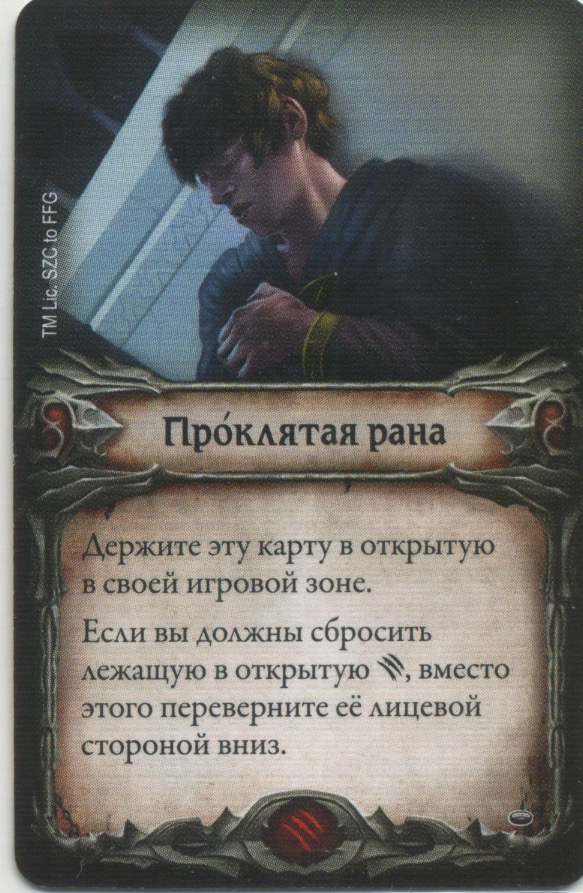 TM Lic. SZC to FFG
Про́клятая рана
Держите эту карту в открытую
в своей игровой зоне.
Если вы должны сбросить
лежащую в открытую , вместо
этого переверните её лицевой
стороной вниз.